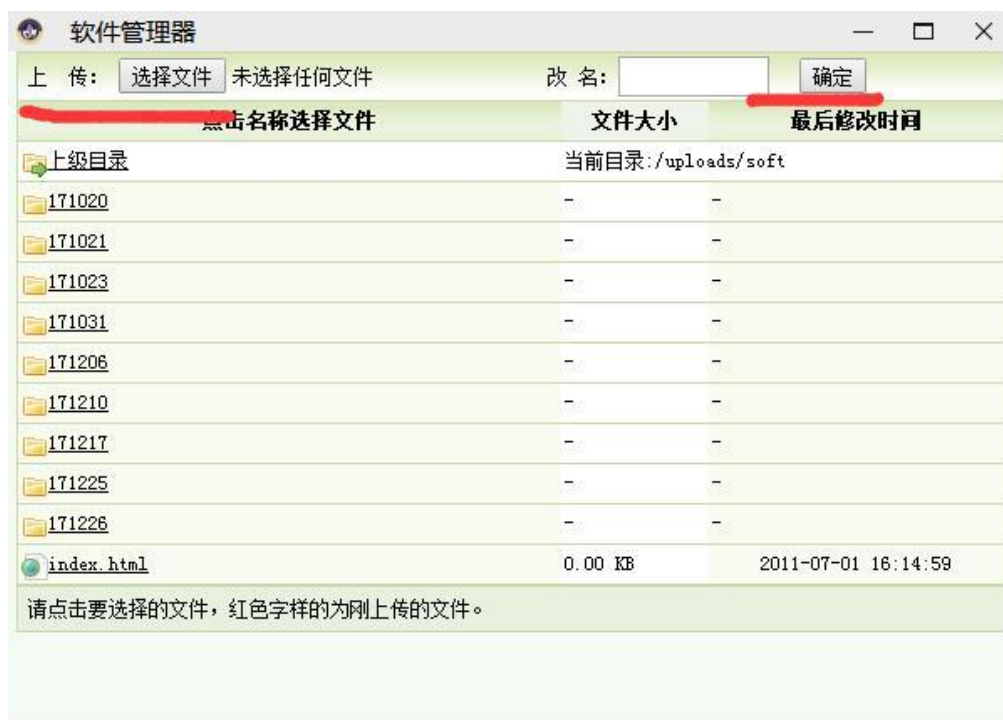 软件管理器
上 传: 选择文件 未选择任何文件 改 名: 确定
点击名称选择文件 文件大小 最后修改时间
上级目录 当前目录:/uploads/soft
171020 - -
171021 - -
171023 - -
171031 - -
171206 - -
171210 - -
171217 - -
171225 - -
171226 - -
index.html 0.00 KB 2011-07-01 16:14:59
请点击要选择的文件，红色字样的为刚上传的文件。